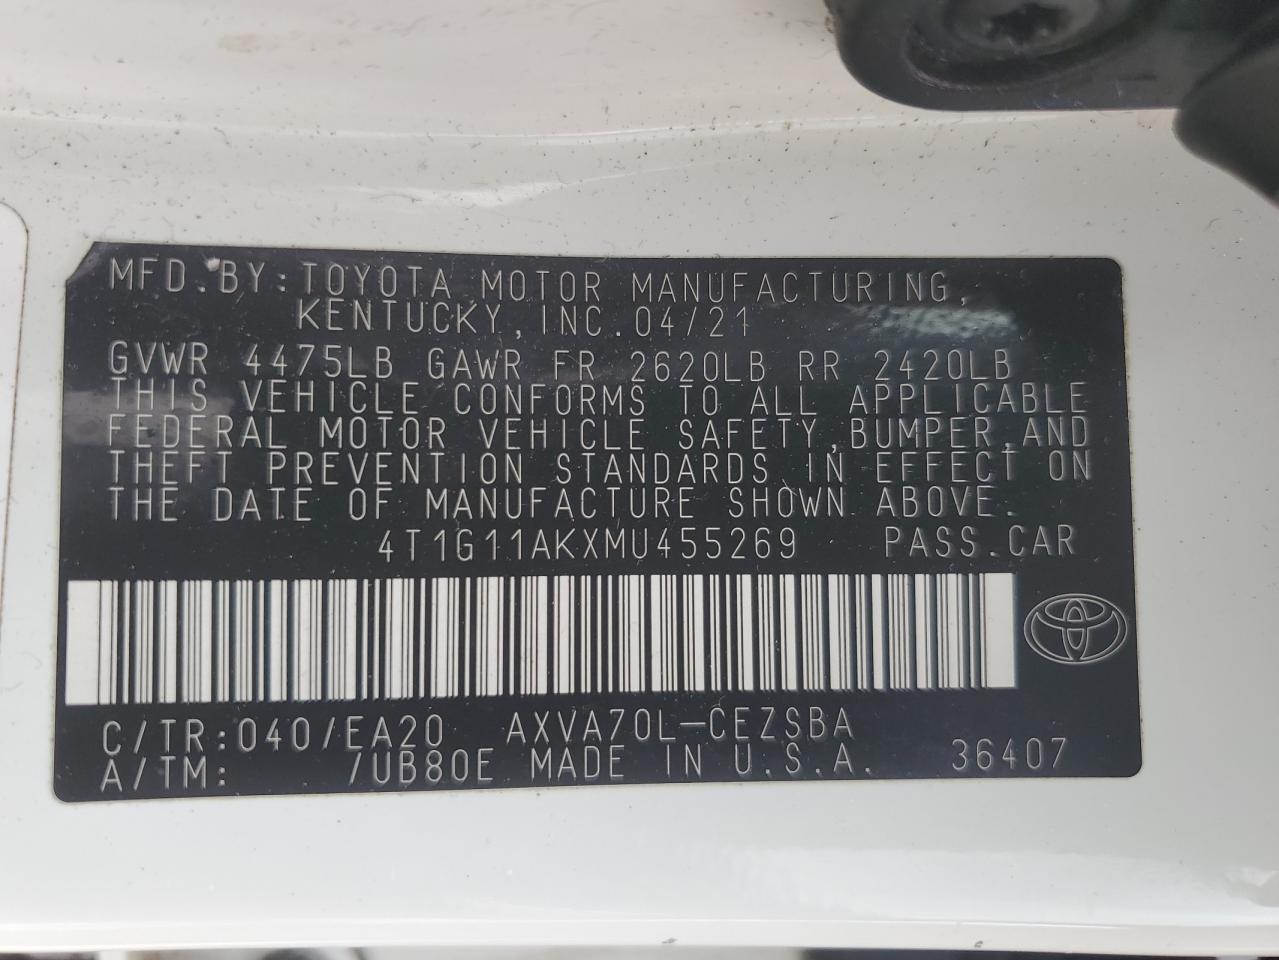 MFD.BY:TOYOTA MOTOR MANUFACTURING,
KENTUCKY,INC.04/21
GVWR 4475LB GAWR FR 2620LB RR 2420LB
THIS VEHICLE CONFORMS TO ALL APPLICABLE
FEDERAL MOTOR VEHICLE SAFETY,BUMPER,AND
THEFT PREVENTION STANDARDS IN EFFECT ON
THE DATE OF MANUFACTURE SHOWN ABOVE.
4T1G11AKXMU455269 PASS.CAR
C/TR:040/EA20 AXVA70L-CEZSBA
A/TM: /UB80E MADE IN U.S.A. 36407